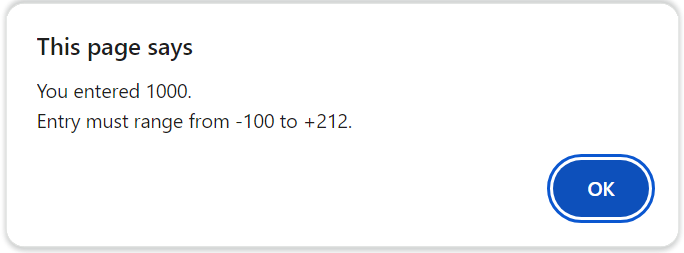 This page says
You entered 1000.
Entry must range from -100 to +212.
OK